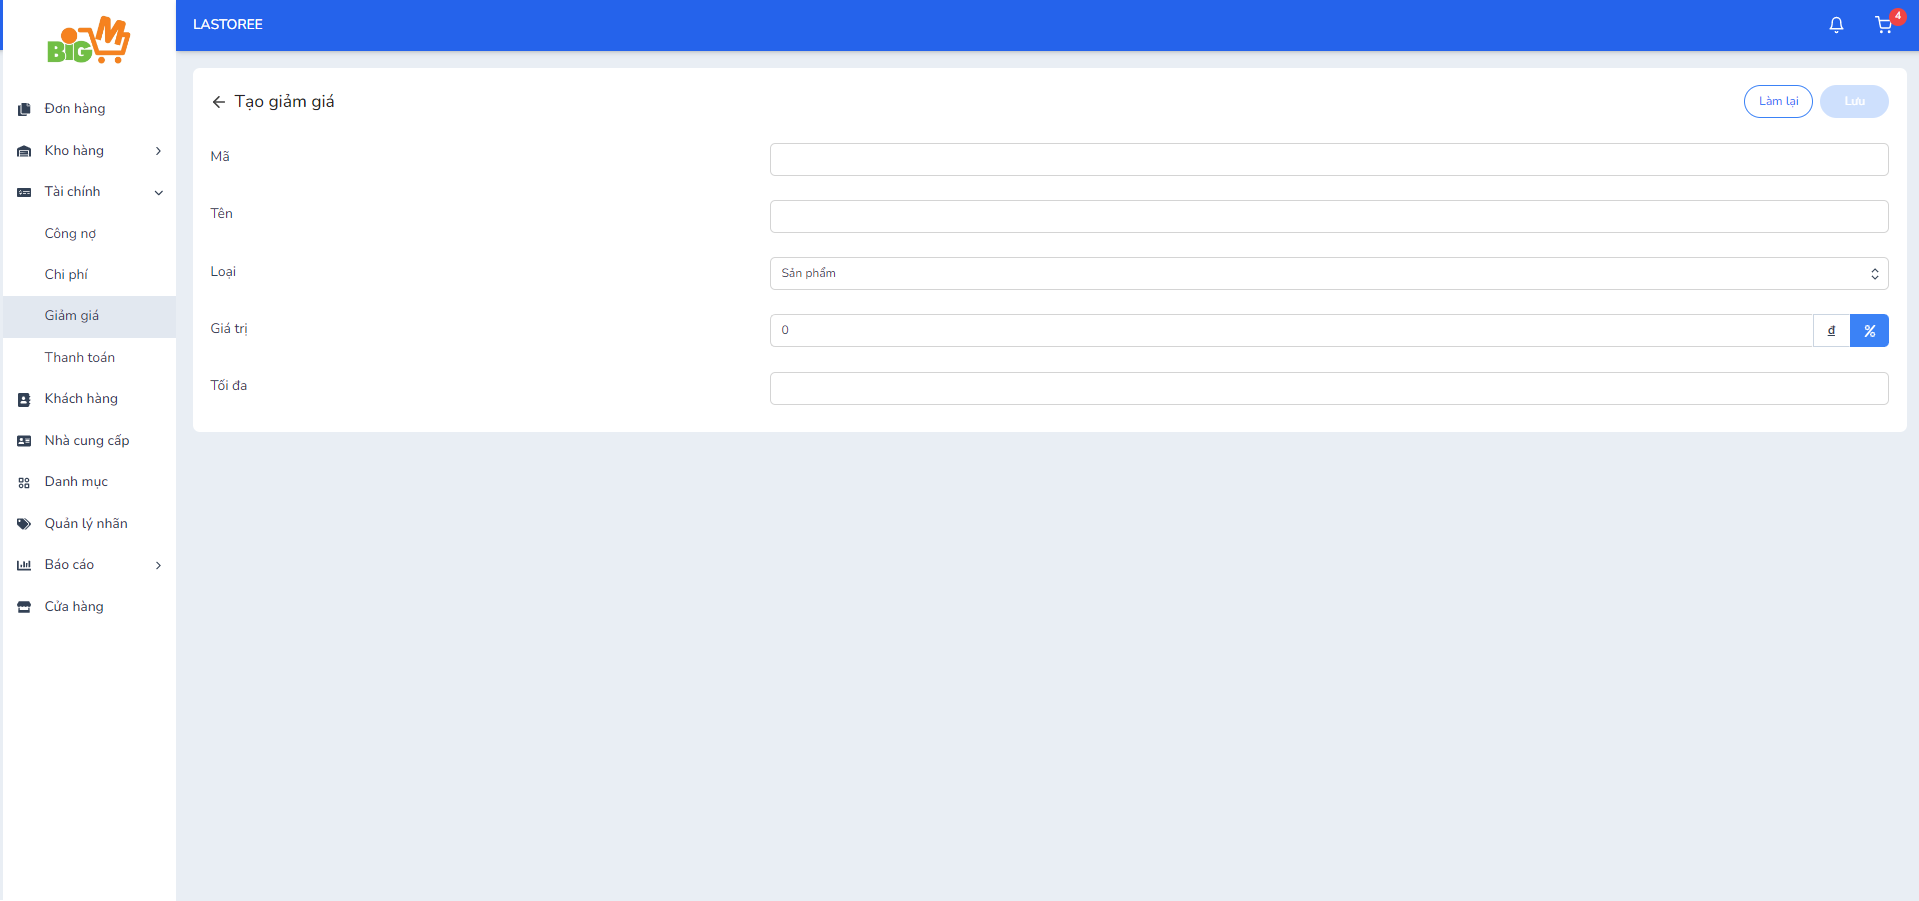 BIG M
LASTOREE
4
Đơn hàng
Kho hàng
Tài chính
Công nợ
Chi phí
Giảm giá
Thanh toán
Khách hàng
Nhà cung cấp
Danh mục
Quản lý nhãn
Báo cáo
Cửa hàng
Tạo giảm giá
Làm lại
Lưu
Mã
Tên
Loại
Sản phẩm
Giá trị
0
đ
%
Tối đa